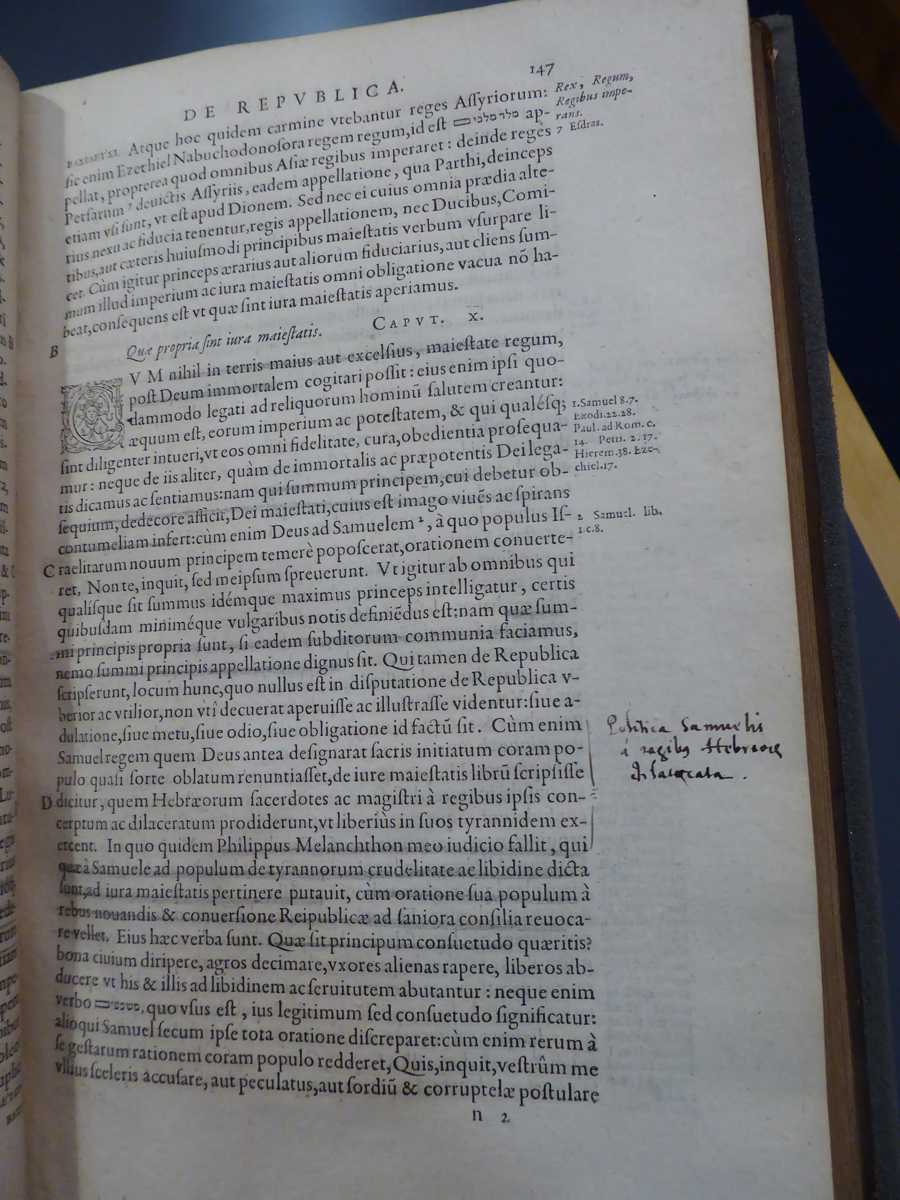 DE REPVBLICA.
147
Atque hoc quidem carmine vtebantur reges Aſſyriorum:
ſic enim Ezechiel Nabuchodonoſora regem regum, id eſt מלך מלכים ap-
pellat, propterea quod omnibus Aſiæ regibus imperaret: deinde reges
Perſarum 7 deuictis Aſſyriis, eadem appellatione, qua Parthi, deinceps
etiam vſi ſunt, vt eſt apud Dionem. Sed nec ei cuius omnia prædia alte-
rius nexu ac fiducia tenentur, regis appellationem, nec Ducibus, Comi-
tibus, aut cæteris huiuſmodi principibus maieſtatis verbum vſurpare li-
cet. Cùm igitur princeps ærarius aut aliorum fiduciarius, aut cliens ſum-
mum illud imperium ac iura maieſtatis omni obligatione vacua nō ha-
beat, conſequens eſt vt quæ ſint iura maieſtatis aperiamus.
Rex, Regum,
Regibus impe-
rans.
7 Eſdras.
B
Quæ propria ſint iura maieſtatis. CAPVT. X.
CVM nihil in terris maius aut excelſius, maieſtate regum,
poſt Deum immortalem cogitari poſſit: eius enim ipſi quo-
dammodo legati ad reliquorum hominū ſalutem creantur:
æquum eſt, eorum imperium ac poteſtatem, & qui qualéſq;
ſint diligenter intueri, vt eos omni fidelitate, cura, obedientia proſequa-
mur: neque de iis aliter, quàm de immortalis ac præpotentis Dei lega-
tis dicamus ac ſentiamus: nam qui ſummum principem, cui debetur ob-
ſequium, dedecore afficit, Dei maieſtati, cuius eſt imago viuēs ac ſpirans
contumeliam infert: cùm enim Deus ad Samuelem 2, à quo populus Iſ-
C raelitarum nouum principem temerè popoſcerat, orationem conuerte-
ret, Non te, inquit, ſed meipſum ſpreuerunt. Vt igitur ab omnibus qui
qualiſque ſit ſummus idémque maximus princeps intelligatur, certis
quibuſdam miniméque vulgaribus notis definiēdus eſt: nam quæ ſum-
mi principis propria ſunt, ſi eadem ſubditorum communia faciamus,
nemo ſummi principis appellatione dignus ſit. Qui tamen de Republica
ſcripſerunt, locum hunc, quo nullus eſt in diſputatione de Republica v-
berior ac vtilior, non vti decuerat aperuiſſe ac illuſtraſſe videntur: ſiue a-
dulatione, ſiue metu, ſiue odio, ſiue obligatione id factū ſit. Cùm enim
Samuel regem quem Deus antea deſignarat ſacris initiatum coram po-
pulo quaſi ſorte oblatum renuntiaſſet, de iure maieſtatis librū ſcripſiſſe
D dicitur, quem Hebræorum ſacerdotes ac magiſtri à regibus ipſis con-
cerptum ac dilaceratum prodiderunt, vt liberiùs in ſuos tyrannidem ex-
ercent. In quo quidem Philippus Melanchthon meo iudicio fallit, qui
quæ à Samuele ad populum de tyrannorum crudelitate ac libidine dicta
ſunt, ad iura maieſtatis pertinere putauit, cùm oratione ſua populum à
rebus nouandis & conuerſione Reipublicæ ad ſaniora conſilia reuoca-
re vellet. Eius hæc verba ſunt. Quæ ſit principum conſuetudo quæritis?
bona ciuium diripere, agros decimare, vxores alienas rapere, liberos ab-
ducere vt his & illis ad libidinem ac ſeruitutem abutantur: neque enim
verbo quo vſus eſt, ius legitimum ſed conſuetudo ſignificatur:
alioqui Samuel ſecum ipſe tota oratione diſcreparet: cùm enim rerum à
ſe geſtarum rationem coram populo redderet, Quis, inquit, veſtrûm me
vllius ſceleris accuſare, aut peculatus, aut ſordiū & corruptelæ poſtulare
n 2.
1. Samuel 8.7.
Exodi. 22. 28.
Paul. ad Rom. c.
14. Petri. 2. 17.
Hierem. 38. Eze-
chiel. 17.
2 Samuel. lib.
1. c. 8.
Politica Samuelis
à regibus Hebræorū
dilacerata.